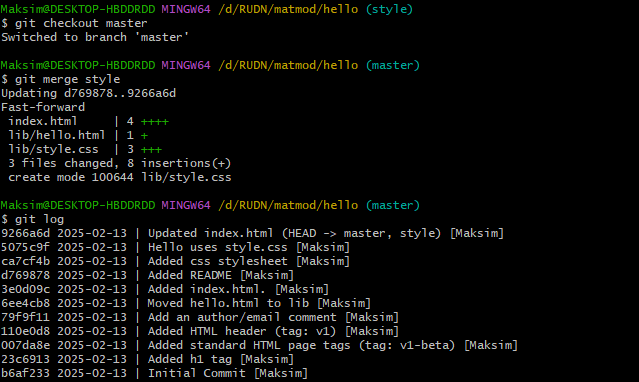 Maksim@DESKTOP-HBDDRDD MINGW64 /d/RUDN/matmod/hello (style)
$ git checkout master
Switched to branch 'master'
Maksim@DESKTOP-HBDDRDD MINGW64 /d/RUDN/matmod/hello (master)
$ git merge style
Updating d769878..9266a6d
Fast-forward
 index.html     | 4 ++++
 lib/hello.html | 1 +
 lib/style.css  | 3 +++
 3 files changed, 8 insertions(+)
 create mode 100644 lib/style.css
Maksim@DESKTOP-HBDDRDD MINGW64 /d/RUDN/matmod/hello (master)
$ git log
9266a6d 2025-02-13 | Updated index.html (HEAD -> master, style) [Maksim]
5075c9f 2025-02-13 | Hello uses style.css [Maksim]
ca7cf4b 2025-02-13 | Added css stylesheet [Maksim]
d769878 2025-02-13 | Added README [Maksim]
3e0d09c 2025-02-13 | Added index.html. [Maksim]
6ee4cb8 2025-02-13 | Moved hello.html to lib [Maksim]
79f9f11 2025-02-13 | Add an author/email comment [Maksim]
110e0d8 2025-02-13 | Added HTML header (tag: v1) [Maksim]
007da8e 2025-02-13 | Added standard HTML page tags (tag: v1-beta) [Maksim]
23c6913 2025-02-13 | Added h1 tag [Maksim]
b6af233 2025-02-13 | Initial Commit [Maksim]